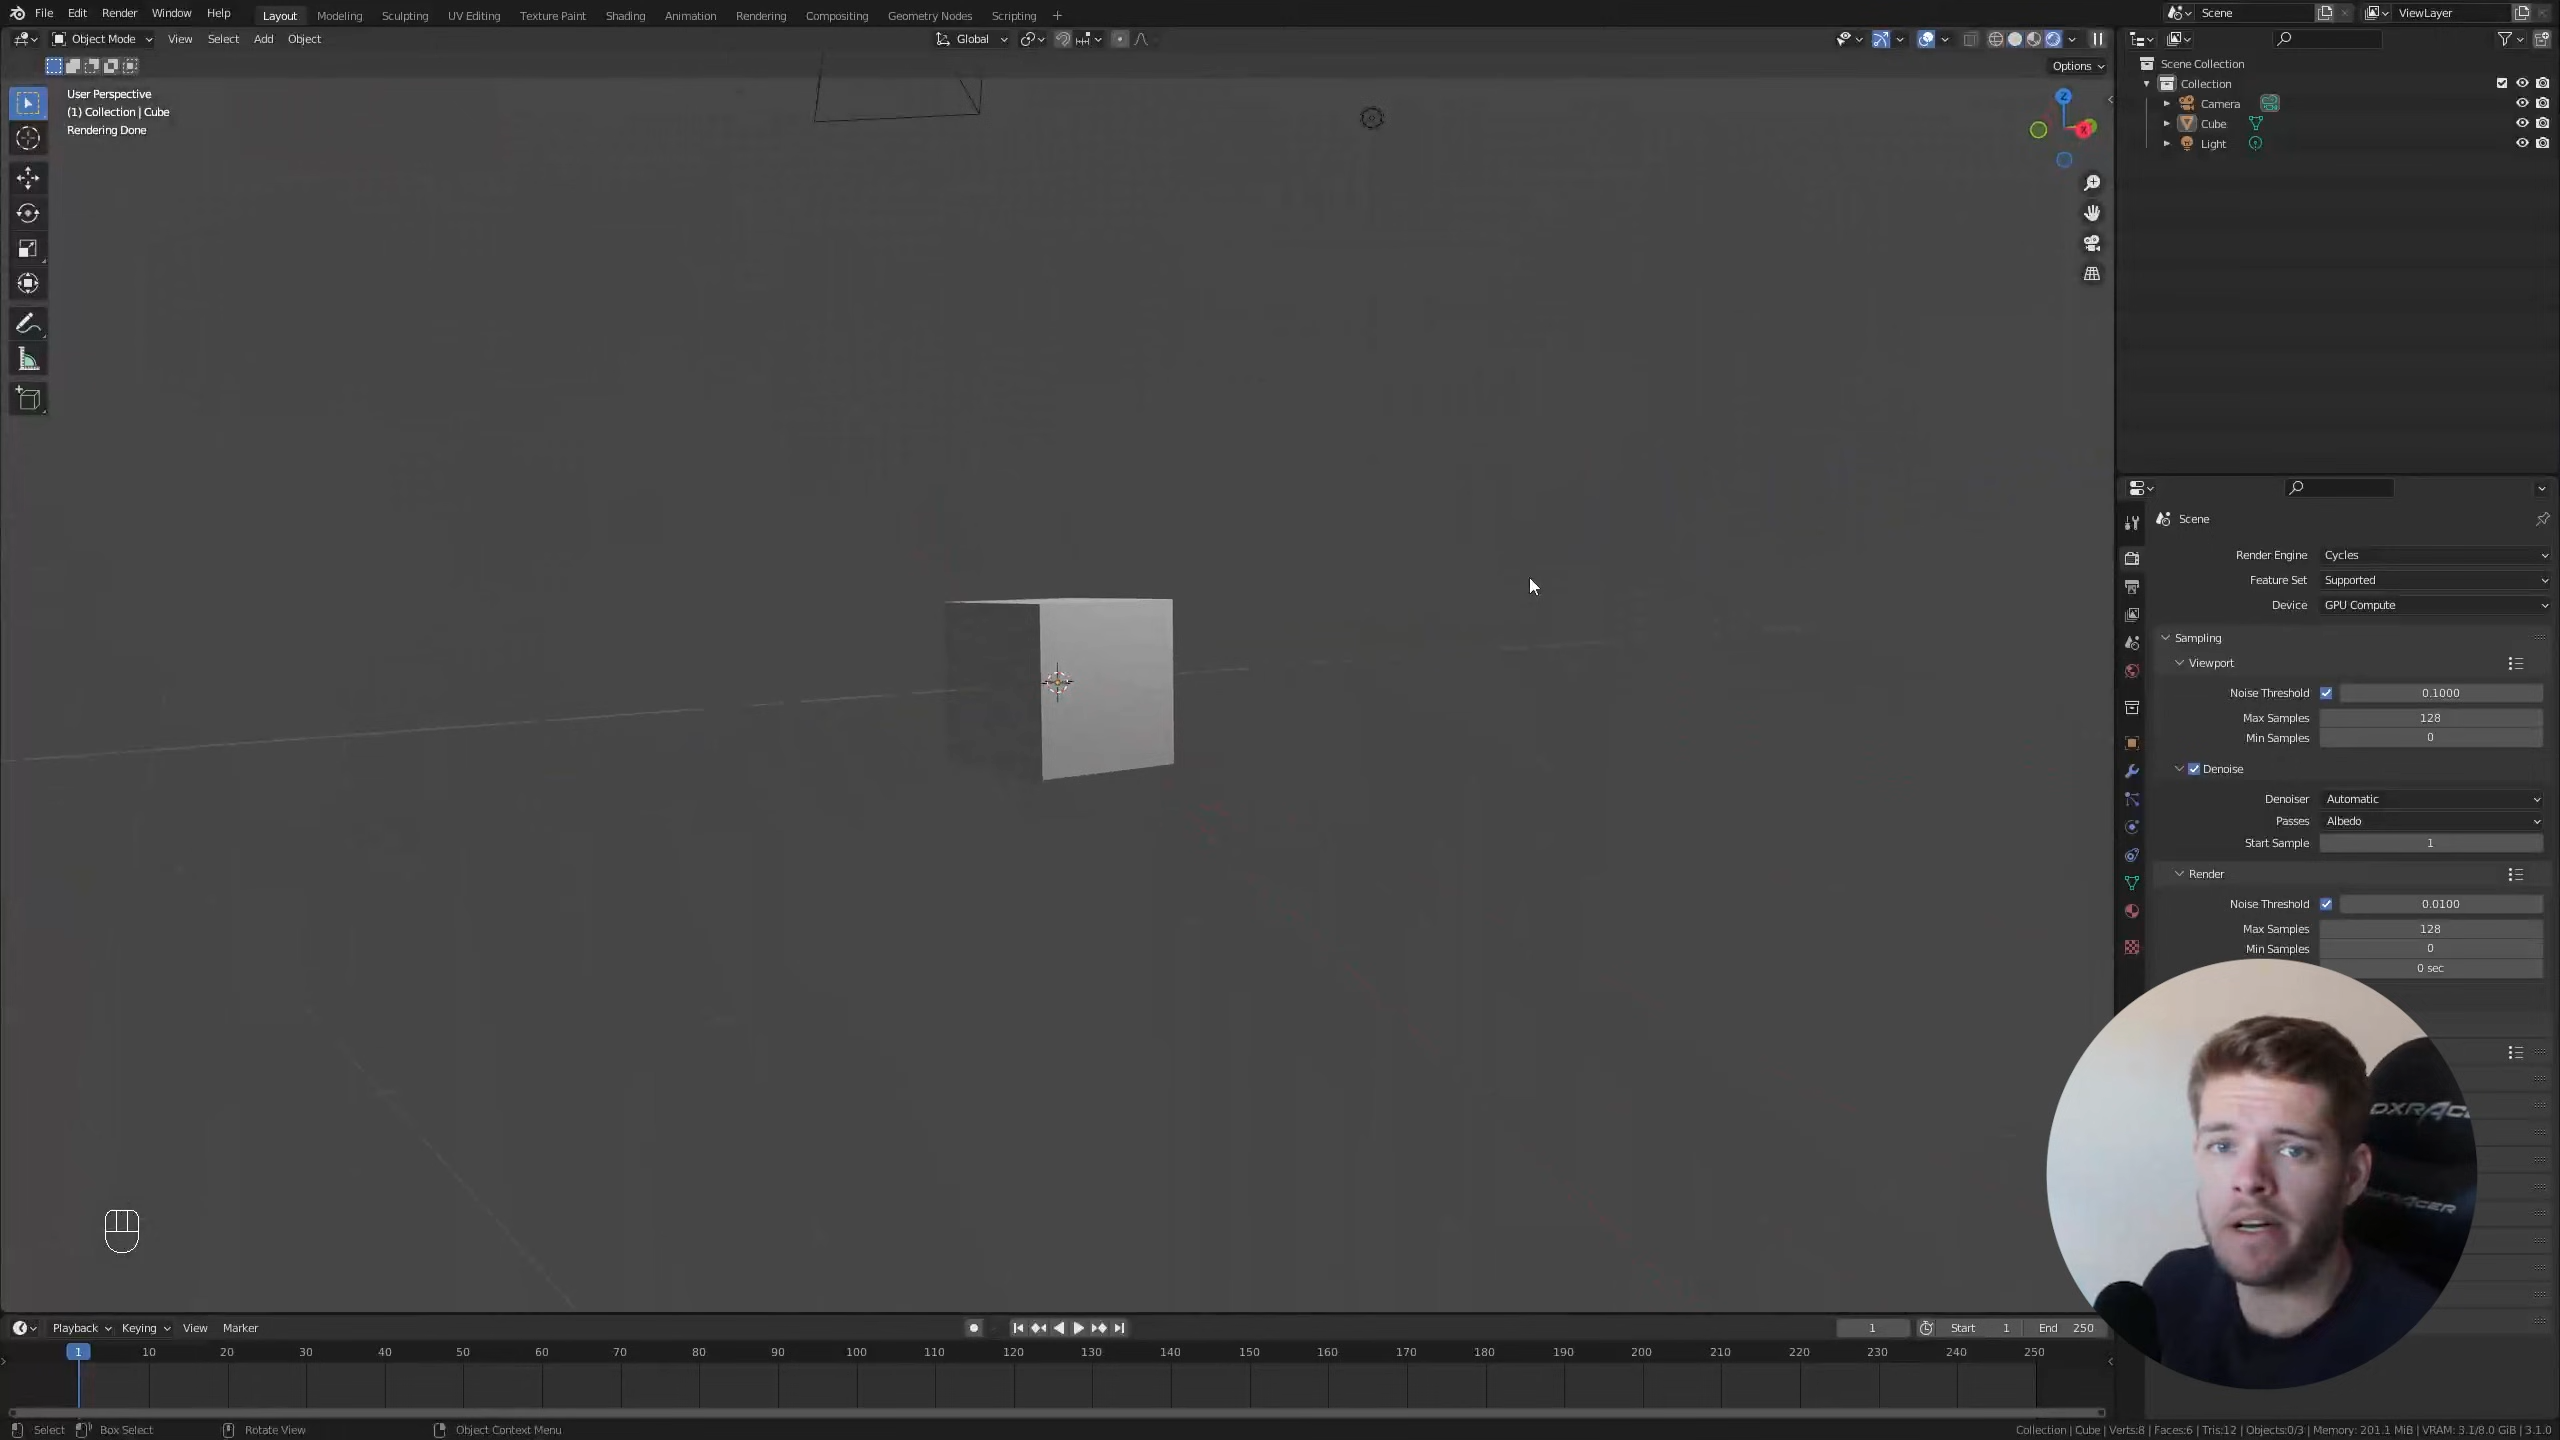 File Edit Render Window Help Layout Modeling Sculpting UV Editing Texture Paint Shading Animation Rendering Compositing Geometry Nodes Scripting + Scene ViewLayer
Object Mode View Select Add Object Global
Options
User Perspective
(1) Collection | Cube
Rendering Done
Z
X
Scene Collection
Collection
Camera
Cube
Light
Scene
Render Engine Cycles
Feature Set Supported
Device GPU Compute
Sampling
Viewport
Noise Threshold 0.1000
Max Samples 128
Min Samples 0
Denoise
Denoiser Automatic
Passes Albedo
Start Sample 1
Render
Noise Threshold 0.0100
Max Samples 128
Min Samples 0
0 sec
Playback Keying View Marker 1 Start 1 End 250
1 10 20 30 40 50 60 70 80 90 100 110 120 130 140 150 160 170 180 190 200 210 220 230 240 250
Select Box Select Rotate View Object Context Menu Collection | Cube | Verts:8 | Faces:6 | Tris:12 | Objects:0/3 | Memory: 201.1 MiB | VRAM: 3.1/8.0 GiB | 3.1.0